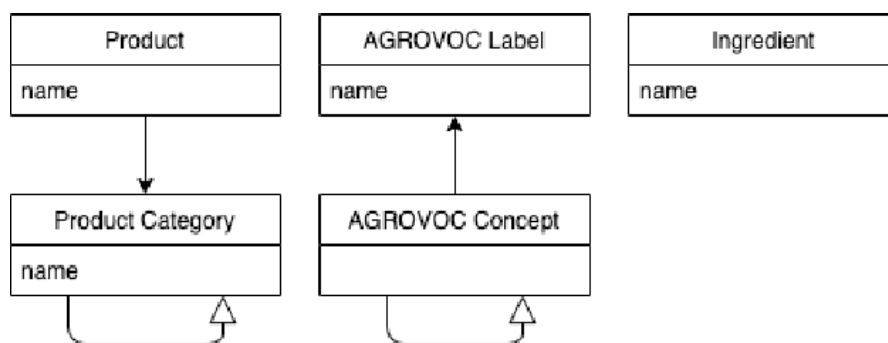 Product
name
AGROVOC Label
name
Ingredient
name
Product Category
name
AGROVOC Concept